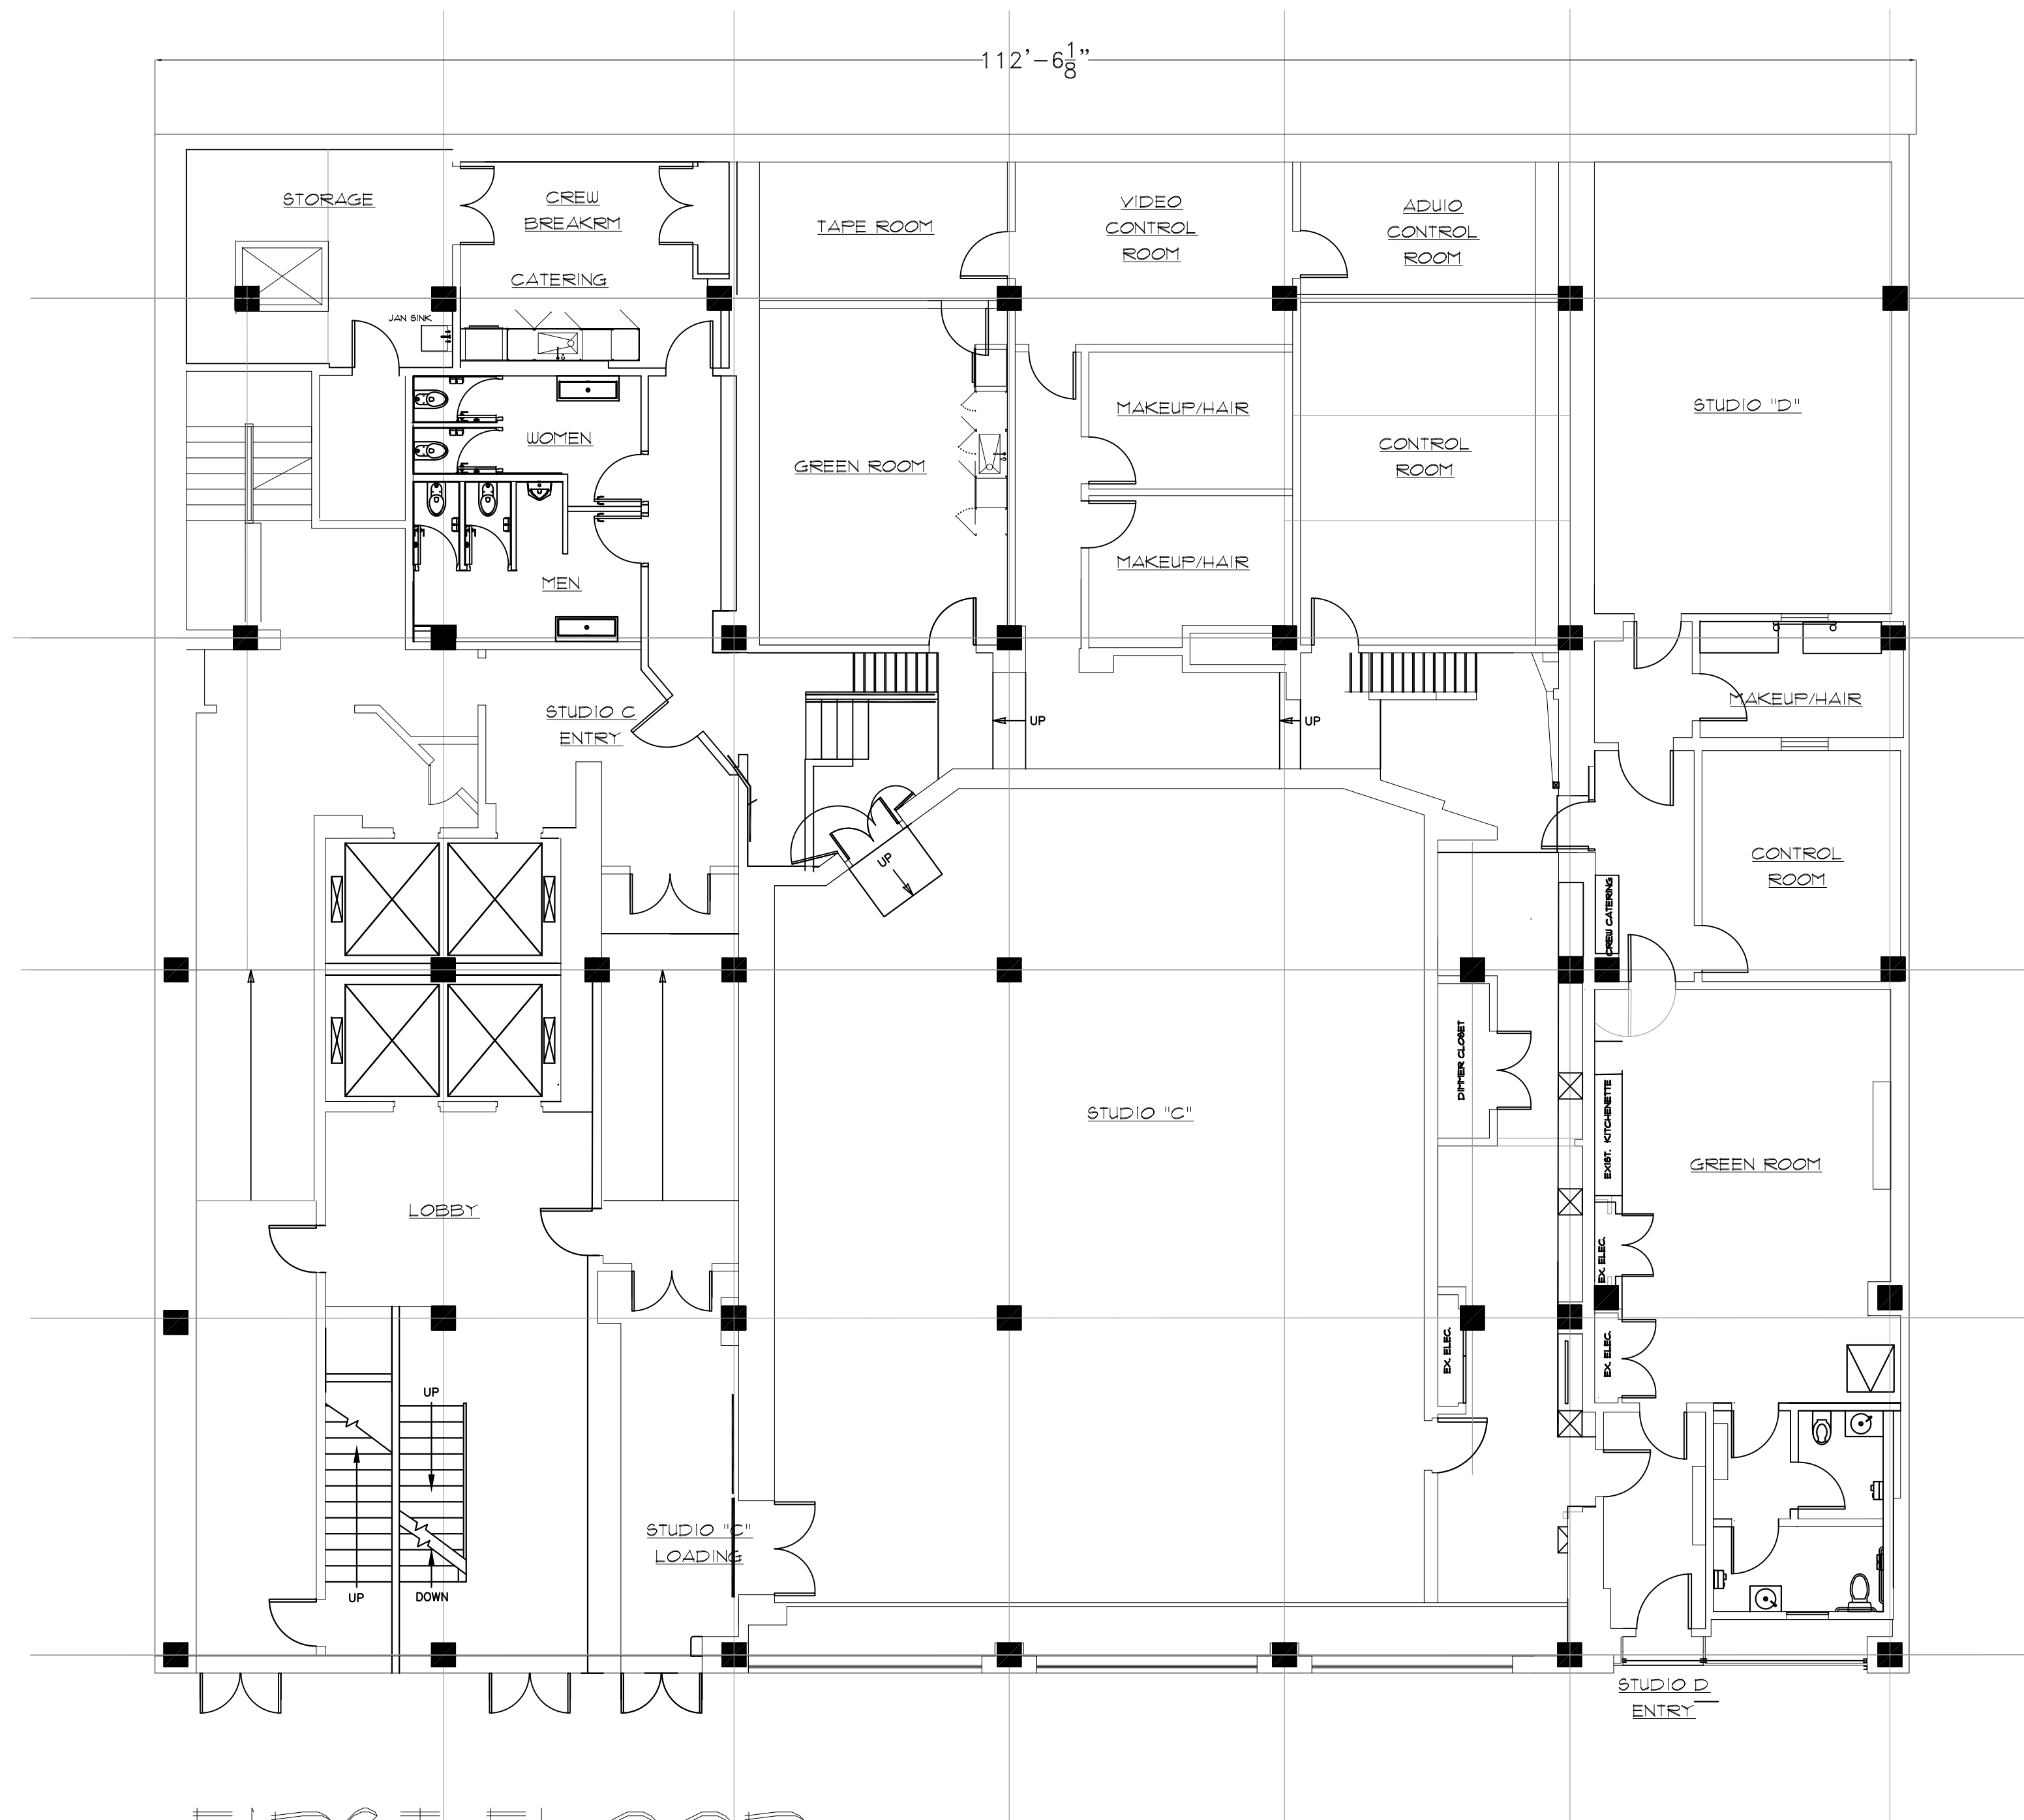 112'-6 1/8"
STORAGE
CREW
BREAKRM
CATERING
JAN SINK
TAPE ROOM
VIDEO
CONTROL
ROOM
ADUIO
CONTROL
ROOM
WOMEN
MEN
GREEN ROOM
MAKEUP/HAIR
MAKEUP/HAIR
CONTROL
ROOM
STUDIO "D"
STUDIO C
ENTRY
UP
UP
MAKEUP/HAIR
UP
CONTROL
ROOM
CREW CATERING
DIMMER CLOSET
STUDIO "C"
EXIST. KITCHENETTE
GREEN ROOM
LOBBY
EX. ELEC.
EX. ELEC.
EX. ELEC.
UP
UP
DOWN
STUDIO "C"
LOADING
STUDIO D
ENTRY
FIRST FLOOR